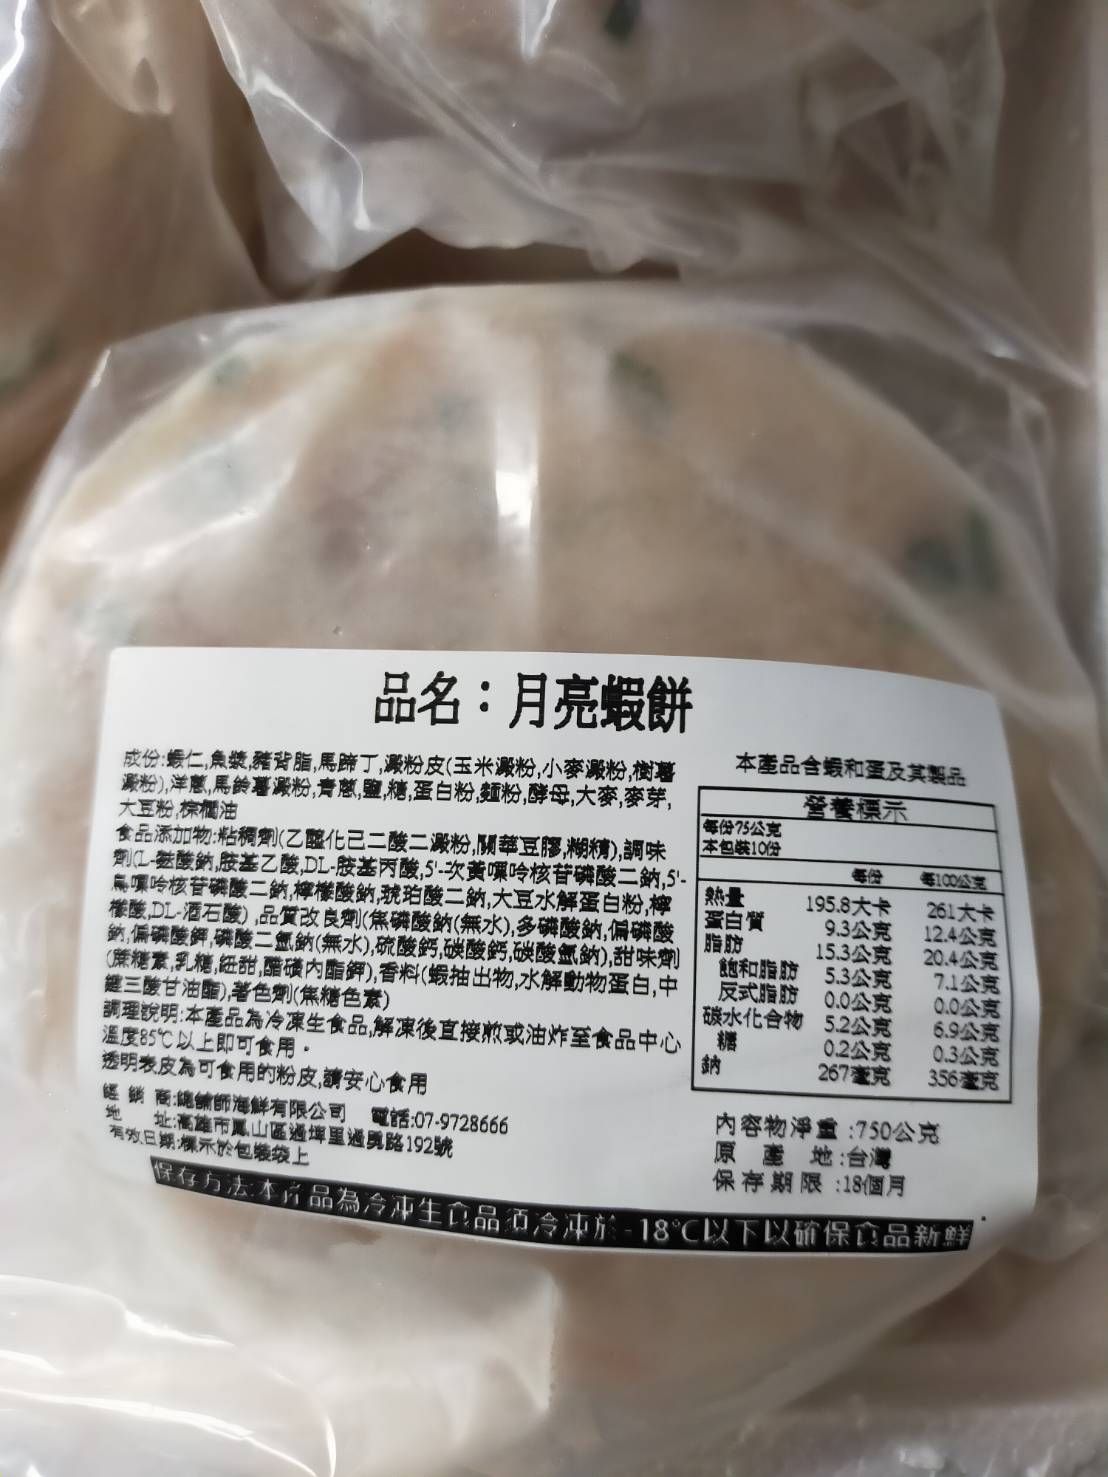 品名：月亮蝦餅
成份:蝦仁,魚漿,豬背脂,馬蹄丁,澱粉皮(玉米澱粉,小麥澱粉,樹薯
澱粉),洋蔥,馬鈴薯澱粉,青蔥,鹽,糖,蛋白粉,麵粉,酵母,大麥,麥芽,
大豆粉,棕櫚油
食品添加物:粘稠劑(乙醯化己二酸二澱粉,關華豆膠,糊精),調味
劑(L-麩酸鈉,胺基乙酸,DL-胺基丙酸,5'-次黃嘌呤核苷磷酸二鈉,5'-
鳥嘌呤核苷磷酸二鈉,檸檬酸鈉,琥珀酸二鈉,大豆水解蛋白粉,檸
檬酸,DL-酒石酸),品質改良劑(焦磷酸鈉(無水),多磷酸鈉,偏磷酸
鈉,偏磷酸鉀,磷酸二氫鈉(無水),硫酸鈣,碳酸鈣,碳酸氫鈉),甜味劑
(蔗糖素,乳糖,紐甜,醋磺內酯鉀),香料(蝦抽出物,水解動物蛋白,中
鏈三酸甘油酯),著色劑(焦糖色素)
調理說明:本產品為冷凍生食品,解凍後直接煎或油炸至食品中心
溫度85℃以上即可食用。
透明表皮為可食用的粉皮,請安心食用
經 銷 商:總舖師海鮮有限公司 電話:07-9728666
地 址:高雄市鳳山區過埤里過勇路192號
有效日期:標示於包裝袋上
本產品含蝦和蛋及其製品
營養標示
每份75公克
本包裝10份
每份 每100公克
熱量 195.8大卡 261大卡
蛋白質 9.3公克 12.4公克
脂肪 15.3公克 20.4公克
飽和脂肪 5.3公克 7.1公克
反式脂肪 0.0公克 0.0公克
碳水化合物 5.2公克 6.9公克
糖 0.2公克 0.3公克
鈉 267毫克 356毫克
內容物淨重:750公克
原 產 地:台灣
保存期限:18個月
保存方法:本產品為冷凍生食品須冷凍於-18℃以下以確保食品新鮮